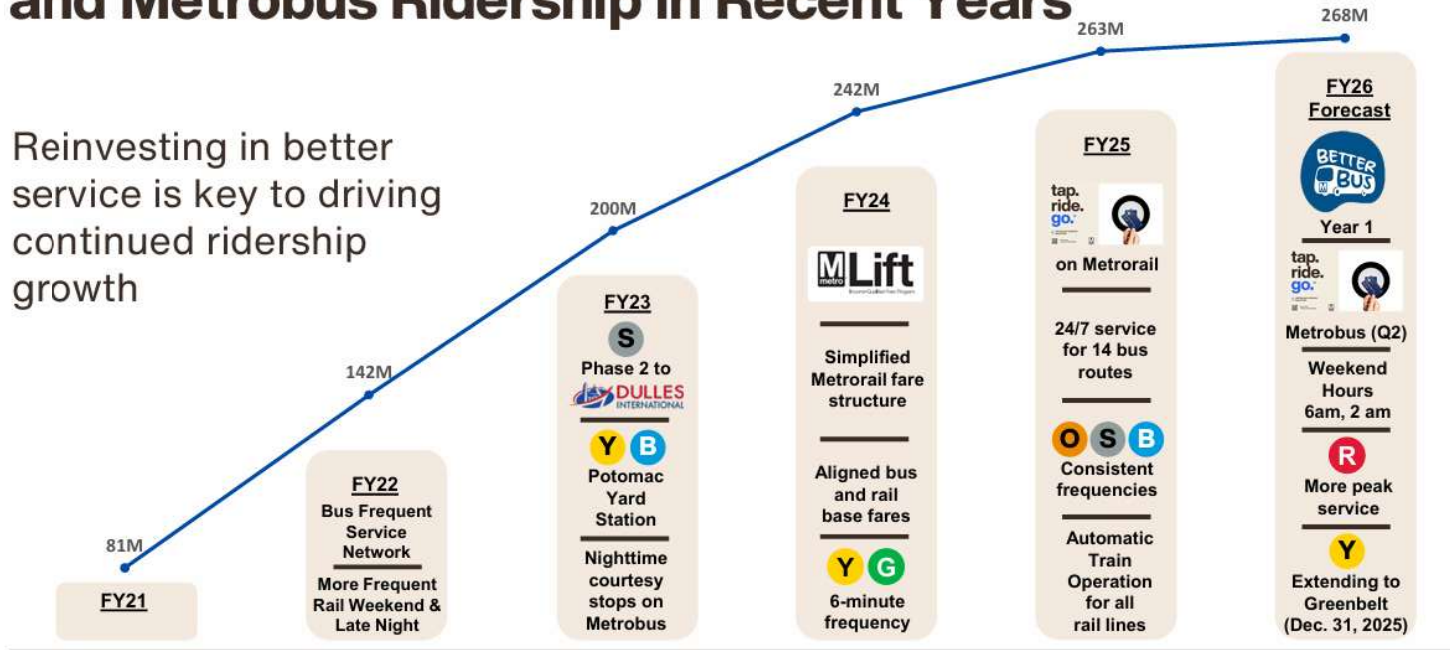 and Metrobus Ridership in Recent Years
Reinvesting in better
service is key to driving
continued ridership
growth
81M
142M
200M
242M
263M
268M
FY21
FY22
Bus Frequent
Service
Network
More Frequent
Rail Weekend &
Late Night
FY23
S
Phase 2 to
DULLES
INTERNATIONAL
Y B
Potomac
Yard
Station
Nighttime
courtesy
stops on
Metrobus
FY24
M
metro
Lift
Simplified
Metrorail fare
structure
Aligned bus
and rail
base fares
Y G
6-minute
frequency
FY25
tap.
ride.
go.
on Metrorail
24/7 service
for 14 bus
routes
O S B
Consistent
frequencies
Automatic
Train
Operation
for all
rail lines
FY26
Forecast
BETTER
BUS
M
Year 1
tap.
ride.
go.
Metrobus (Q2)
Weekend
Hours
6am, 2 am
R
More peak
service
Y
Extending to
Greenbelt
(Dec. 31, 2025)